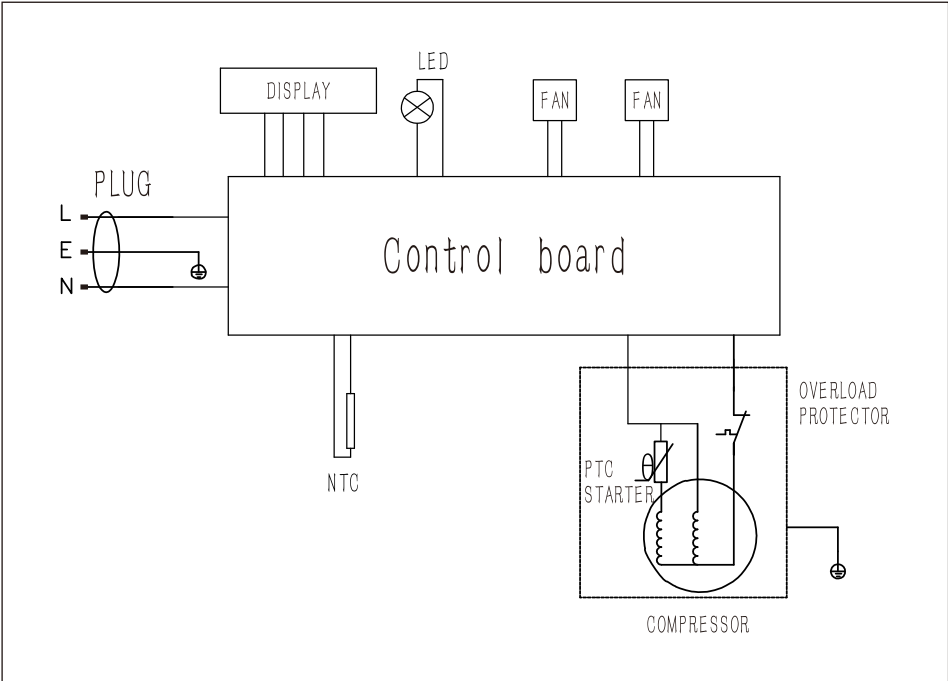 LED
DISPLAY
FAN
FAN
PLUG
L
E
N
Control board
NTC
OVERLOAD
PROTECTOR
PTC
STARTER
COMPRESSOR